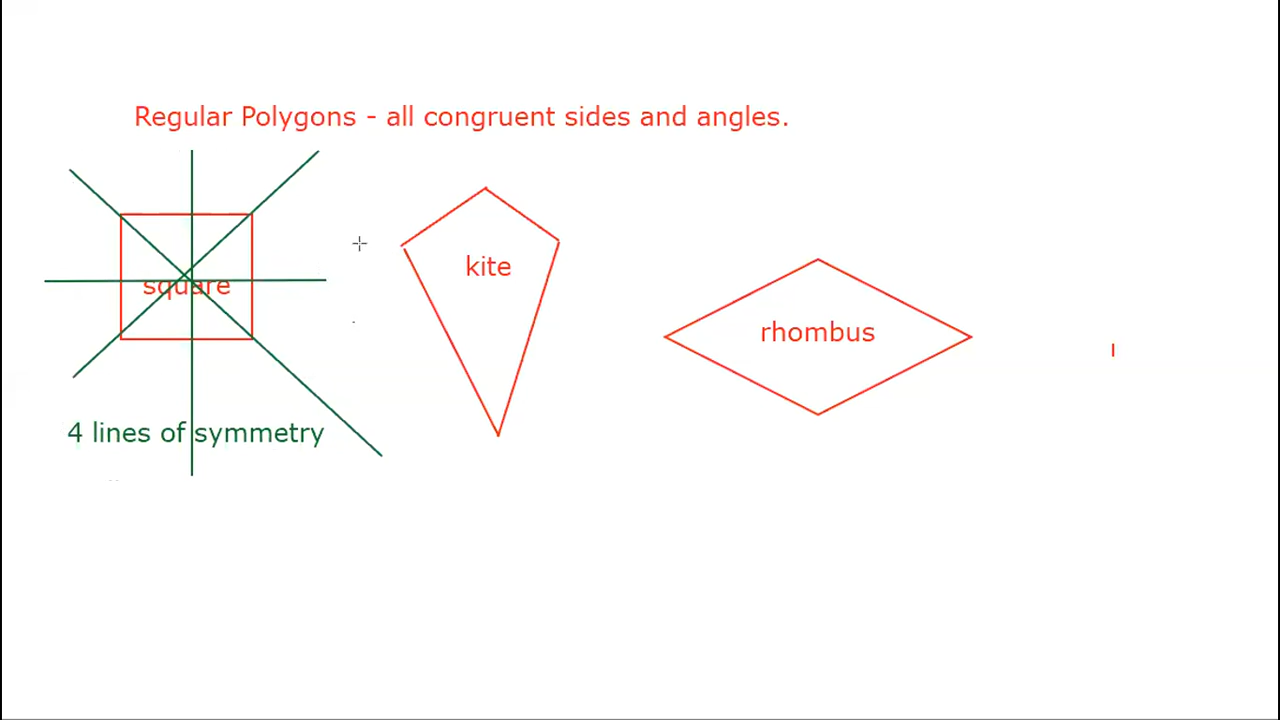 Regular Polygons - all congruent sides and angles.
square
kite
rhombus
4 lines of symmetry